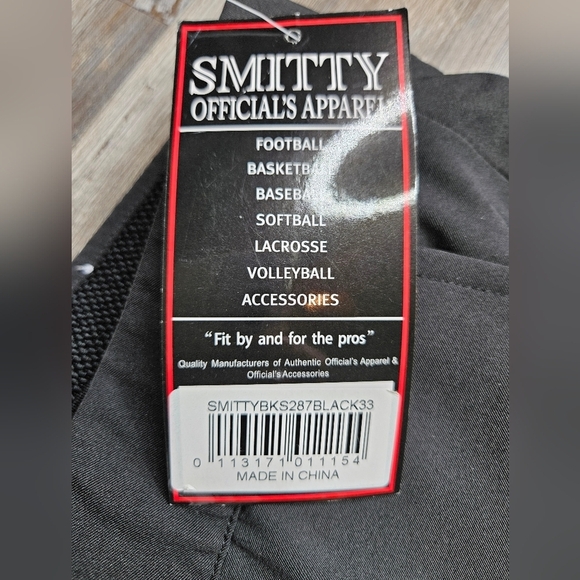 SMITTY
OFFICIAL'S APPAREL
FOOTBALL
BASKETBALL
BASEBALL
SOFTBALL
LACROSSE
VOLLEYBALL
ACCESSORIES
"Fit by and for the pros"
Quality Manufacturers of Authentic Official's Apparel &
Official's Accessories
SMITTYBKS287BLACK33
0 113171 011154
MADE IN CHINA